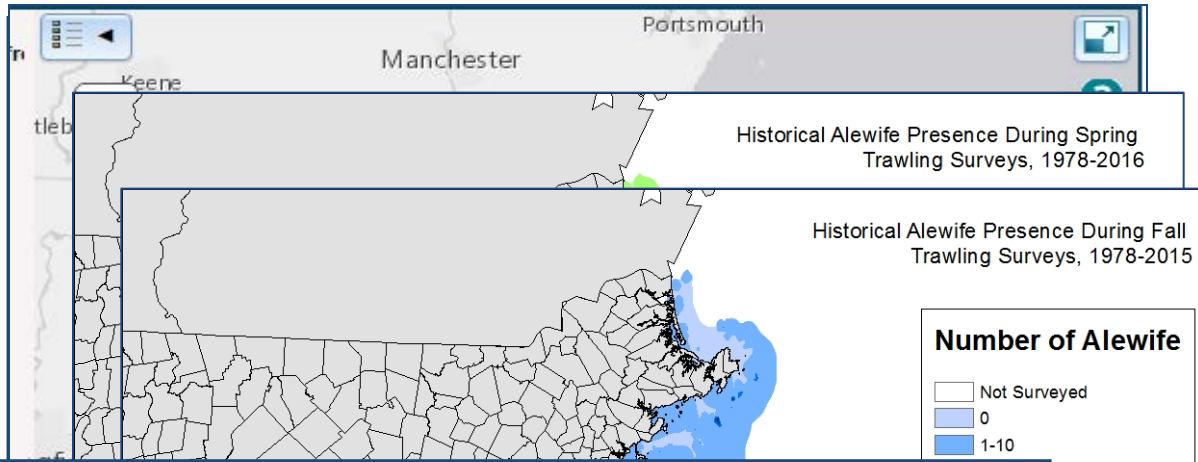 Portsmouth
Manchester
Keene
tleb
Historical Alewife Presence During Spring
Trawling Surveys, 1978-2016
Historical Alewife Presence During Fall
Trawling Surveys, 1978-2015
Number of Alewife
Not Surveyed
0
1-10